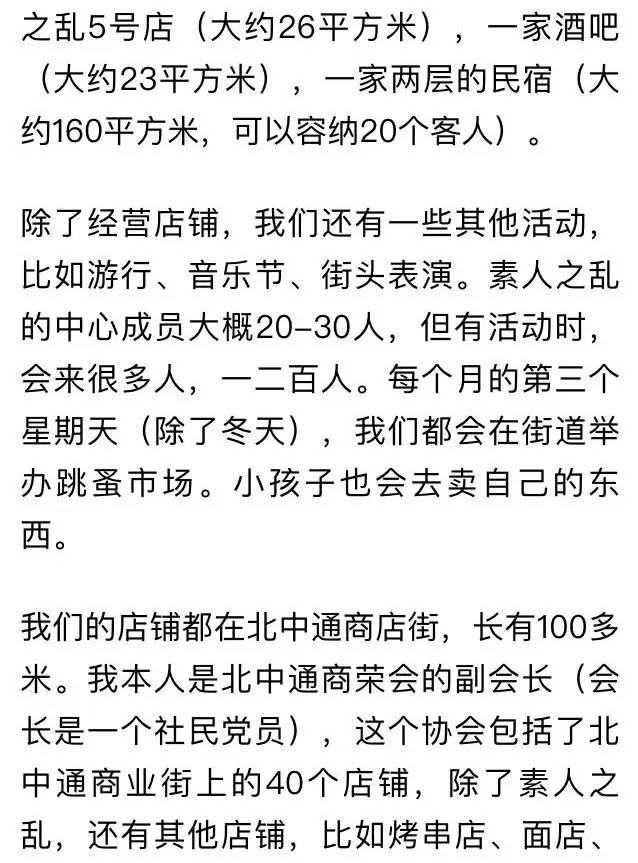 之乱5号店（大约26平方米），一家酒吧
（大约23平方米），一家两层的民宿（大
约160平方米，可以容纳20个客人）。
除了经营店铺，我们还有一些其他活动，
比如游行、音乐节、街头表演。素人之乱
的中心成员大概20–30人，但有活动时，
会来很多人，一二百人。每个月的第三个
星期天（除了冬天），我们都会在街道举
办跳蚤市场。小孩子也会去卖自己的东
西。
我们的店铺都在北中通商店街，长有100多
米。我本人是北中通商荣会的副会长（会
长是一个社民党员），这个协会包括了北
中通商业街上的40个店铺，除了素人之
乱，还有其他店铺，比如烤串店、面店、